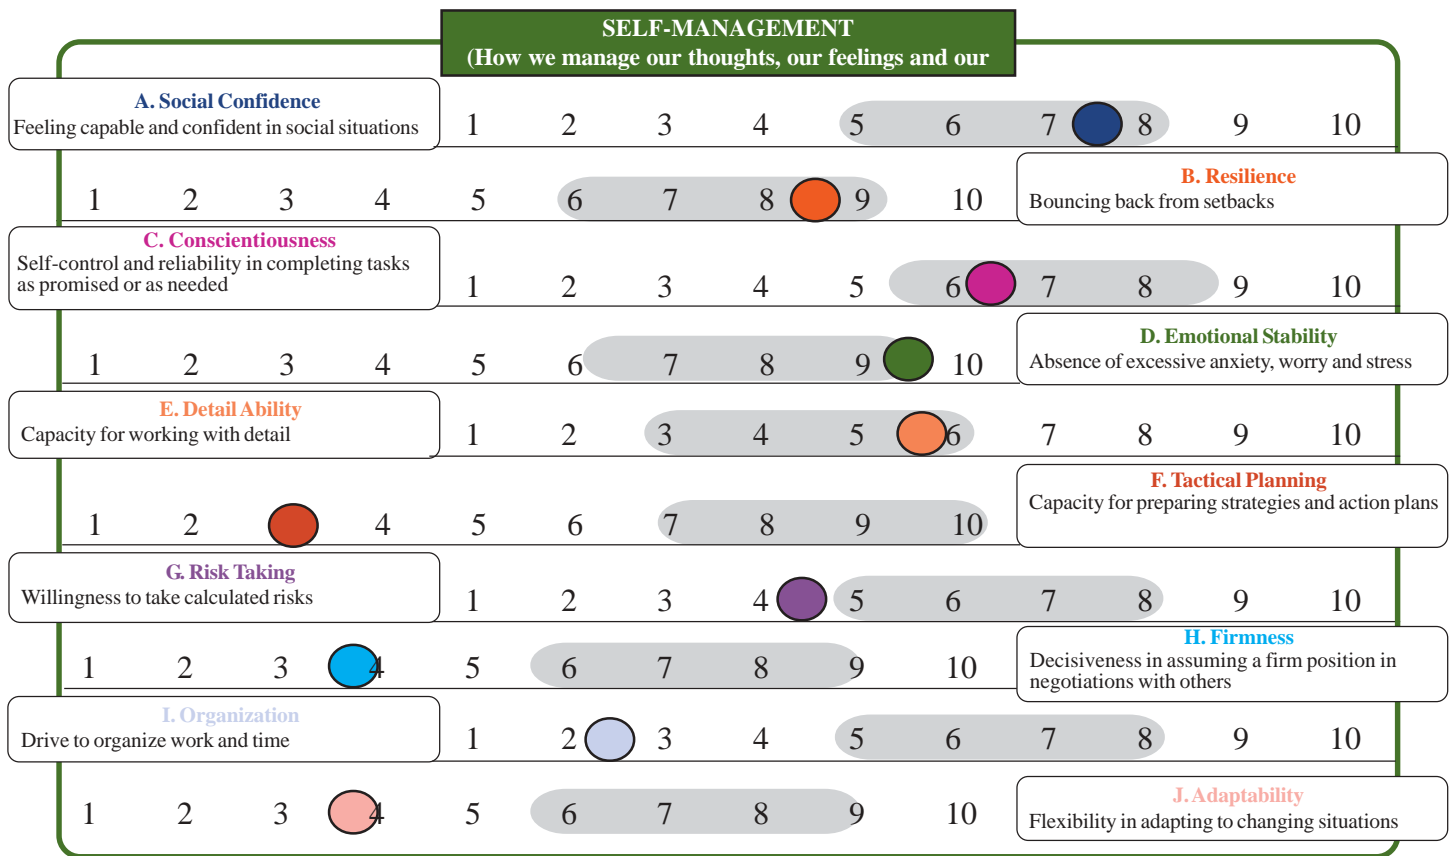 SELF-MANAGEMENT
(How we manage our thoughts, our feelings and our
A. Social Confidence
Feeling capable and confident in social situations
1 2 3 4 5 6 7 8 9 10
1 2 3 4 5 6 7 8 9 10
B. Resilience
Bouncing back from setbacks
C. Conscientiousness
Self-control and reliability in completing tasks
as promised or as needed
1 2 3 4 5 6 7 8 9 10
1 2 3 4 5 6 7 8 9 10
D. Emotional Stability
Absence of excessive anxiety, worry and stress
E. Detail Ability
Capacity for working with detail
1 2 3 4 5 6 7 8 9 10
1 2 4 5 6 7 8 9 10
F. Tactical Planning
Capacity for preparing strategies and action plans
G. Risk Taking
Willingness to take calculated risks
1 2 3 4 5 6 7 8 9 10
1 2 3 4 5 6 7 8 9 10
H. Firmness
Decisiveness in assuming a firm position in
negotiations with others
I. Organization
Drive to organize work and time
1 2 3 4 5 6 7 8 9 10
1 2 3 4 5 6 7 8 9 10
J. Adaptability
Flexibility in adapting to changing situations